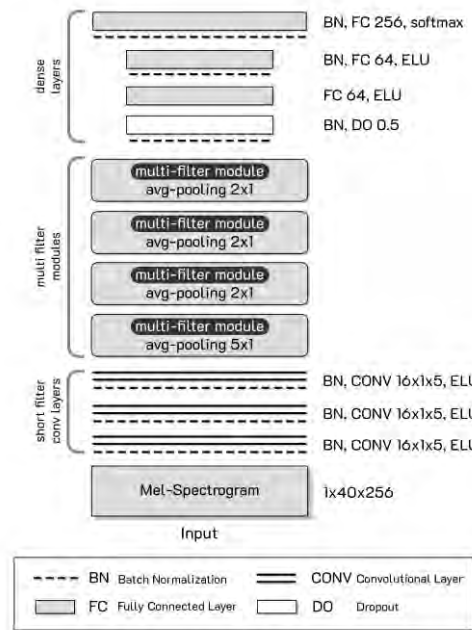 BN, FC 256, softmax
BN, FC 64, ELU
FC 64, ELU
BN, DO 0.5
dense
layers
multi-filter module
avg-pooling 2x1
multi-filter module
avg-pooling 2x1
multi-filter module
avg-pooling 2x1
multi-filter module
avg-pooling 5x1
multi filter
modules
BN, CONV 16x1x5, ELU
BN, CONV 16x1x5, ELU
BN, CONV 16x1x5, ELU
short filter
conv layers
Mel-Spectrogram
1x40x256
Input
BN Batch Normalization
CONV Convolutional Layer
FC Fully Connected Layer
DO Dropout